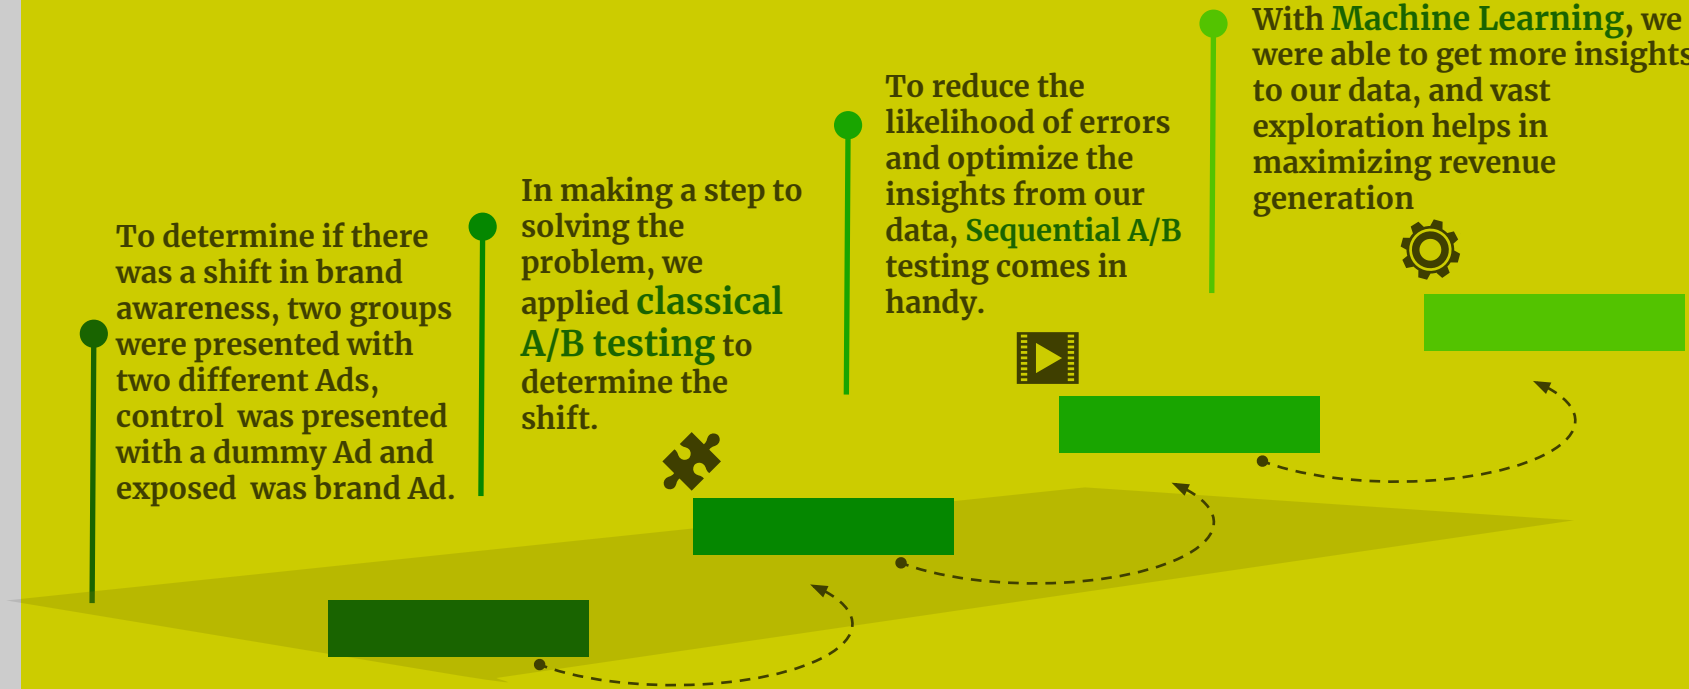 To determine if there
was a shift in brand
awareness, two groups
were presented with
two different Ads,
control  was presented
with a dummy Ad and
exposed  was brand Ad.
In making a step to
solving the
problem, we
applied classical
A/B testing to
determine the
shift.
To reduce the
likelihood of errors
and optimize the
insights from our
data, Sequential A/B
testing comes in
handy.
With Machine Learning, we
were able to get more insights
to our data, and vast
exploration helps in
maximizing revenue
generation